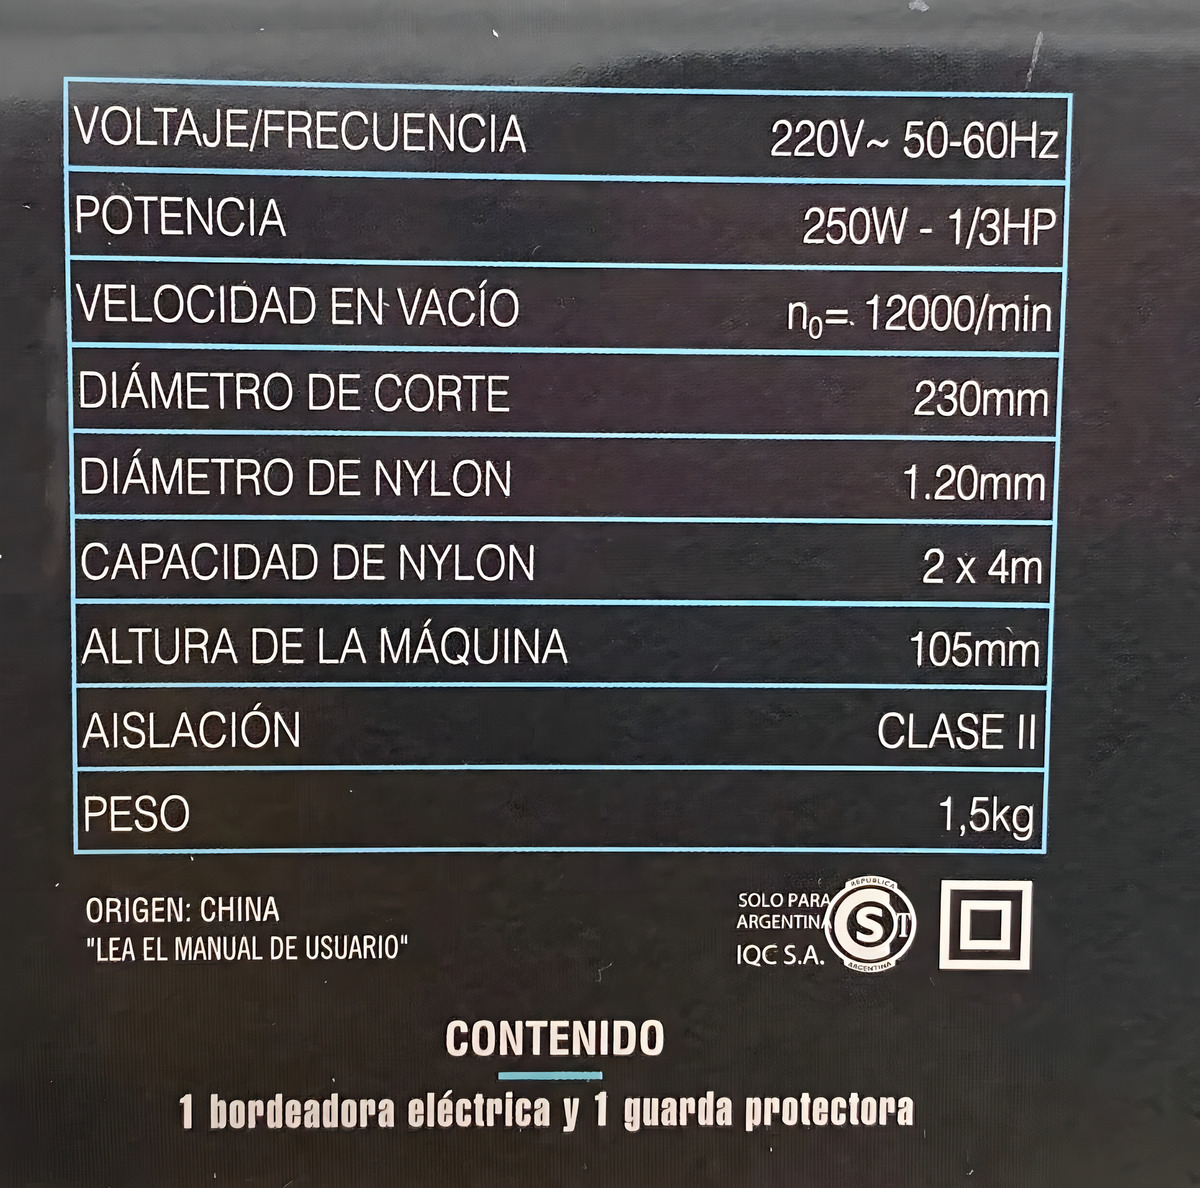 VOLTAJE/FRECUENCIA 220V~ 50-60Hz
POTENCIA 250W - 1/3HP
VELOCIDAD EN VACÍO n₀= 12000/min
DIÁMETRO DE CORTE 230mm
DIÁMETRO DE NYLON 1.20mm
CAPACIDAD DE NYLON 2 x 4m
ALTURA DE LA MÁQUINA 105mm
AISLACIÓN CLASE II
PESO 1,5kg
ORIGEN: CHINA
"LEA EL MANUAL DE USUARIO"
SOLO PARA
ARGENTINA
IQC S.A.
REPUBLICA
S T
ARGENTINA
CONTENIDO
1 bordeadora eléctrica y 1 guarda protectora